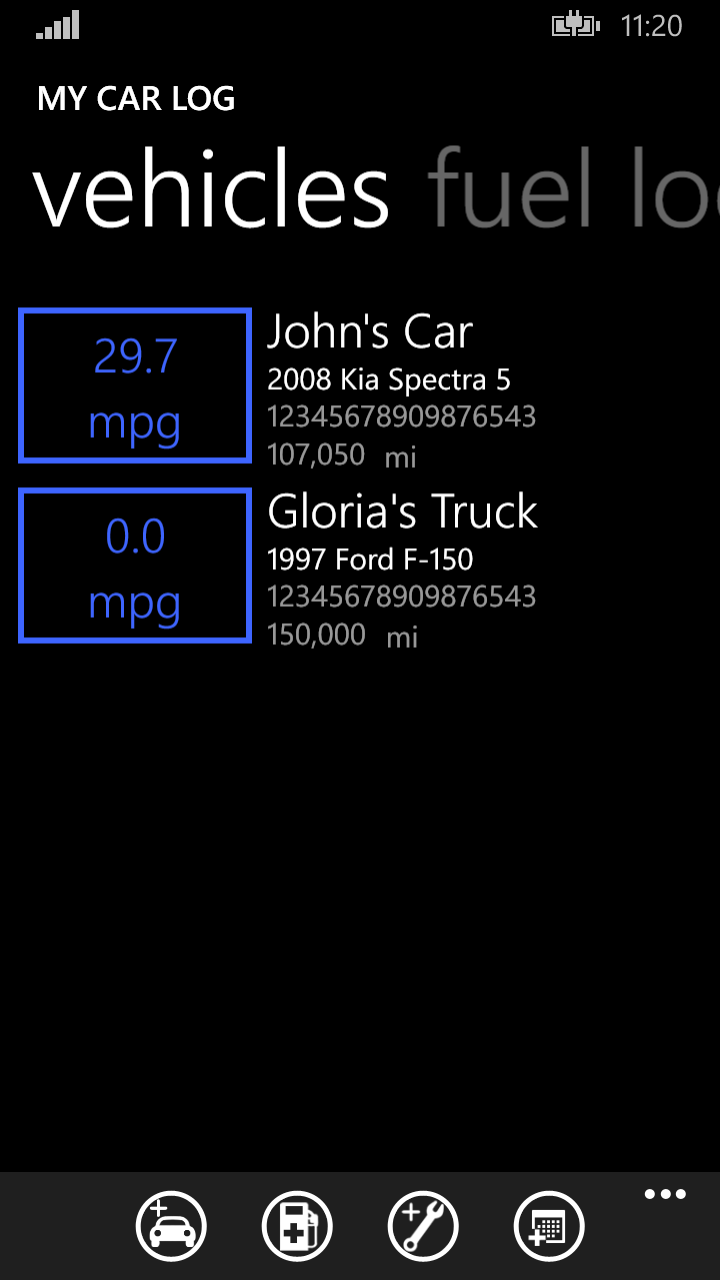 11:20
MY CAR LOG
vehicles fuel lo
29.7
mpg
John's Car
2008 Kia Spectra 5
12345678909876543
107,050 mi
0.0
mpg
Gloria's Truck
1997 Ford F-150
12345678909876543
150,000 mi